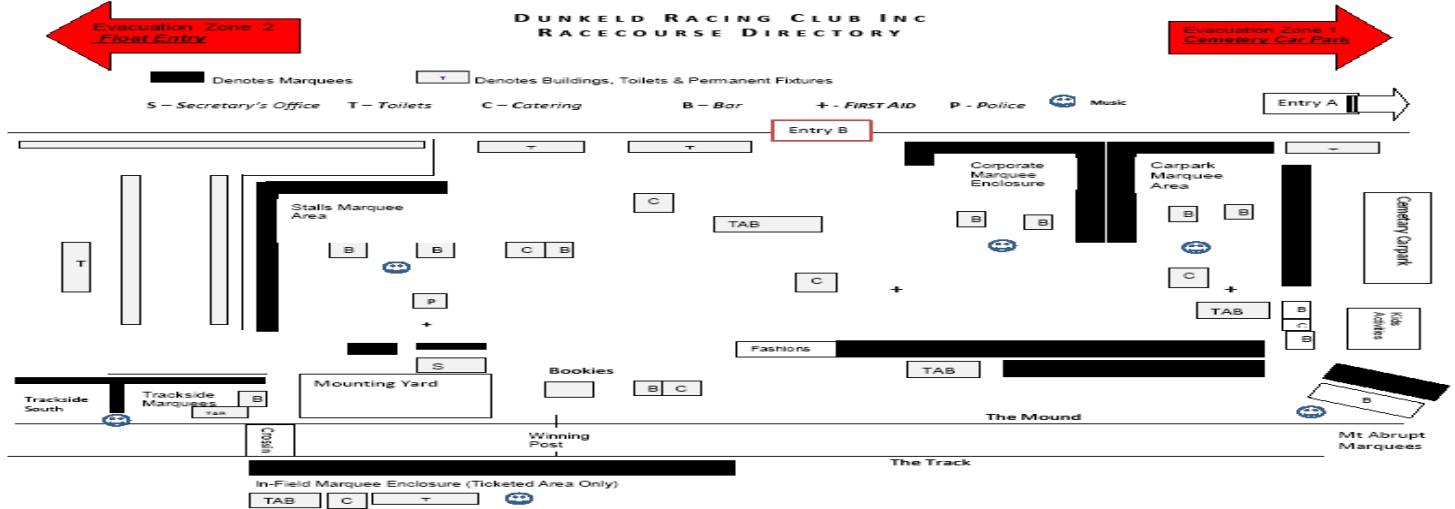 DUNKELD RACING CLUB INC
RACECOURSE DIRECTORY
Evacuation Zone 2
Float Entry
Evacuation Zone 1
Cemetery Car Park
Denotes Marquees
T
Denotes Buildings, Toilets & Permanent Fixtures
S – Secretary's Office
T – Toilets
C – Catering
B – Bar
+ - FIRST AID
P - Police
Music
Entry A
Entry B
T
T
T
Corporate
Marquee
Enclosure
Carpark
Marquee
Area
Stalls Marquee
Area
C
TAB
B
B
B
B
Cemetary Carpark
T
B
B
C
B
C
+
C
+
P
+
TAB
B
C
B
Kids
Activities
Fashions
S
TAB
Mounting Yard
Bookies
B
C
Trackside
South
Trackside
Marquees
B
TAB
B
The Mound
Crossin
Winning
Post
Mt Abrupt
Marquees
The Track
In-Field Marquee Enclosure (Ticketed Area Only)
TAB
C
T